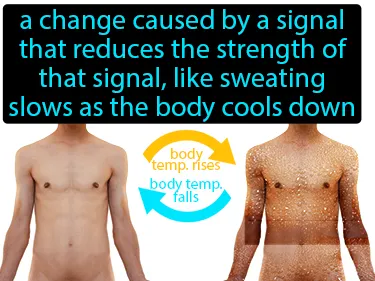 a change caused by a signal
that reduces the strength of
that signal, like sweating
slows as the body cools down
body
temp. rises
body temp.
falls